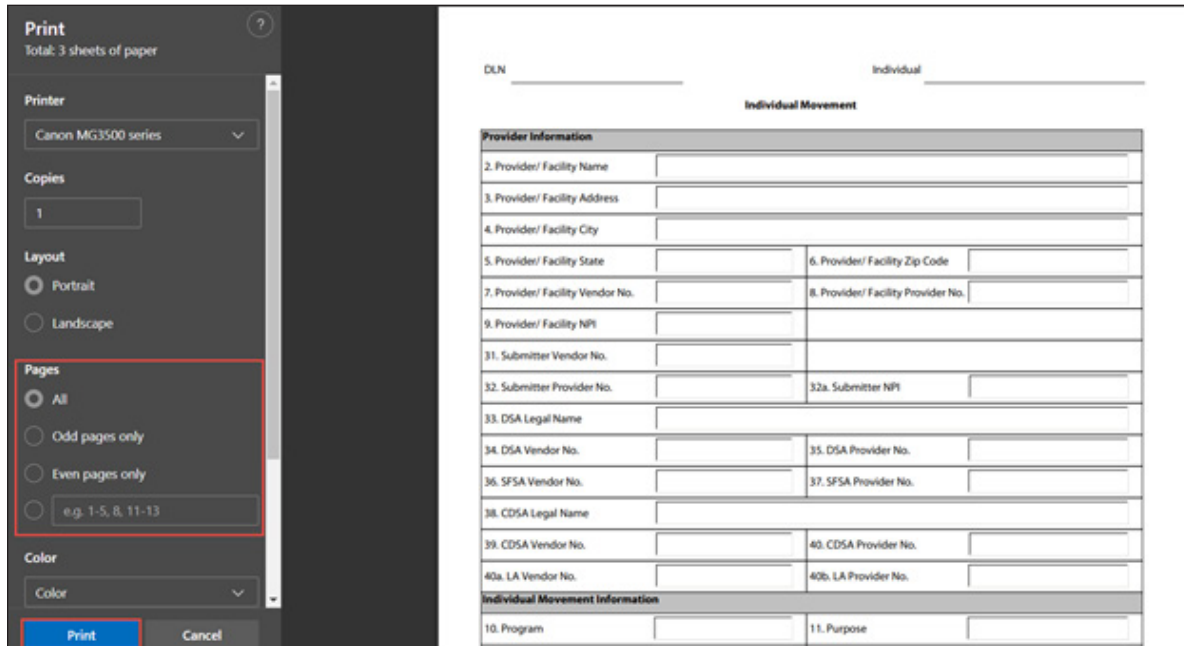 Print
?
Total: 3 sheets of paper
Printer
Canon MG3500 series
Copies
1
Layout
Portrait
Landscape
Pages
All
Odd pages only
Even pages only
e.g. 1-5, 8, 11-13
Color
Color
Print Cancel
DLN Individual
Individual Movement
Provider Information
2. Provider/ Facility Name
3. Provider/ Facility Address
4. Provider/ Facility City
5. Provider/ Facility State 6. Provider/ Facility Zip Code
7. Provider/ Facility Vendor No. 8. Provider/ Facility Provider No.
9. Provider/ Facility NPI
31. Submitter Vendor No.
32. Submitter Provider No. 32a. Submitter NPI
33. DSA Legal Name
34. DSA Vendor No. 35. DSA Provider No.
36. SFSA Vendor No. 37. SFSA Provider No.
38. CDSA Legal Name
39. CDSA Vendor No. 40. CDSA Provider No.
40a. LA Vendor No. 40b. LA Provider No.
Individual Movement Information
10. Program 11. Purpose